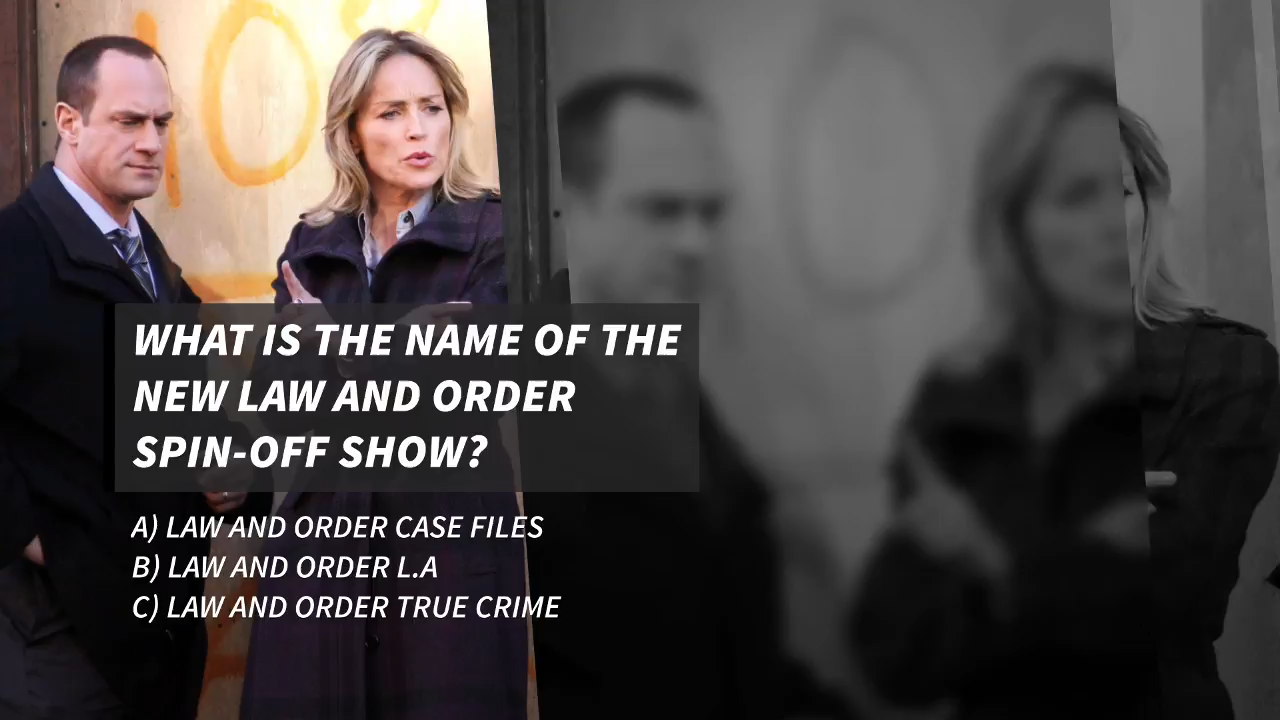 WHAT IS THE NAME OF THE
NEW LAW AND ORDER
SPIN-OFF SHOW?
A) LAW AND ORDER CASE FILES
B) LAW AND ORDER L.A
C) LAW AND ORDER TRUE CRIME